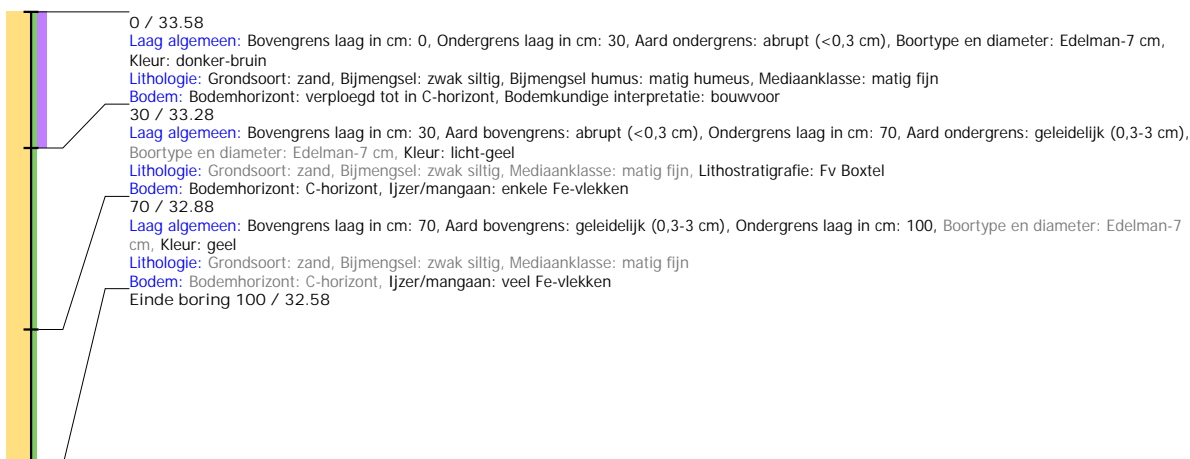 0 / 33.58
Laag algemeen: Bovengrens laag in cm: 0, Ondergrens laag in cm: 30, Aard ondergrens: abrupt (<0,3 cm), Boortype en diameter: Edelman-7 cm,
Kleur: donker-bruin
Lithologie: Grondsoort: zand, Bijmengsel: zwak siltig, Bijmengsel humus: matig humeus, Mediaanklasse: matig fijn
Bodem: Bodemhorizont: verploegd tot in C-horizont, Bodemkundige interpretatie: bouwvoor
30 / 33.28
Laag algemeen: Bovengrens laag in cm: 30, Aard bovengrens: abrupt (<0,3 cm), Ondergrens laag in cm: 70, Aard ondergrens: geleidelijk (0,3-3 cm),
Boortype en diameter: Edelman-7 cm, Kleur: licht-geel
Lithologie: Grondsoort: zand, Bijmengsel: zwak siltig, Mediaanklasse: matig fijn, Lithostratigrafie: Fv Boxtel
Bodem: Bodemhorizont: C-horizont, Ijzer/mangaan: enkele Fe-vlekken
70 / 32.88
Laag algemeen: Bovengrens laag in cm: 70, Aard bovengrens: geleidelijk (0,3-3 cm), Ondergrens laag in cm: 100, Boortype en diameter: Edelman-7
cm, Kleur: geel
Lithologie: Grondsoort: zand, Bijmengsel: zwak siltig, Mediaanklasse: matig fijn
Bodem: Bodemhorizont: C-horizont, Ijzer/mangaan: veel Fe-vlekken
Einde boring 100 / 32.58